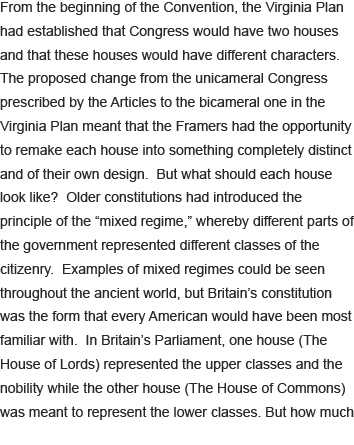 From the beginning of the Convention, the Virginia Plan
had established that Congress would have two houses
and that these houses would have different characters.
The proposed change from the unicameral Congress
prescribed by the Articles to the bicameral one in the
Virginia Plan meant that the Framers had the opportunity
to remake each house into something completely distinct
and of their own design.  But what should each house
look like?  Older constitutions had introduced the
principle of the “mixed regime,” whereby different parts of
the government represented different classes of the
citizenry.  Examples of mixed regimes could be seen
throughout the ancient world, but Britain’s constitution
was the form that every American would have been most
familiar with.  In Britain’s Parliament, one house (The
House of Lords) represented the upper classes and the
nobility while the other house (The House of Commons)
was meant to represent the lower classes. But how much